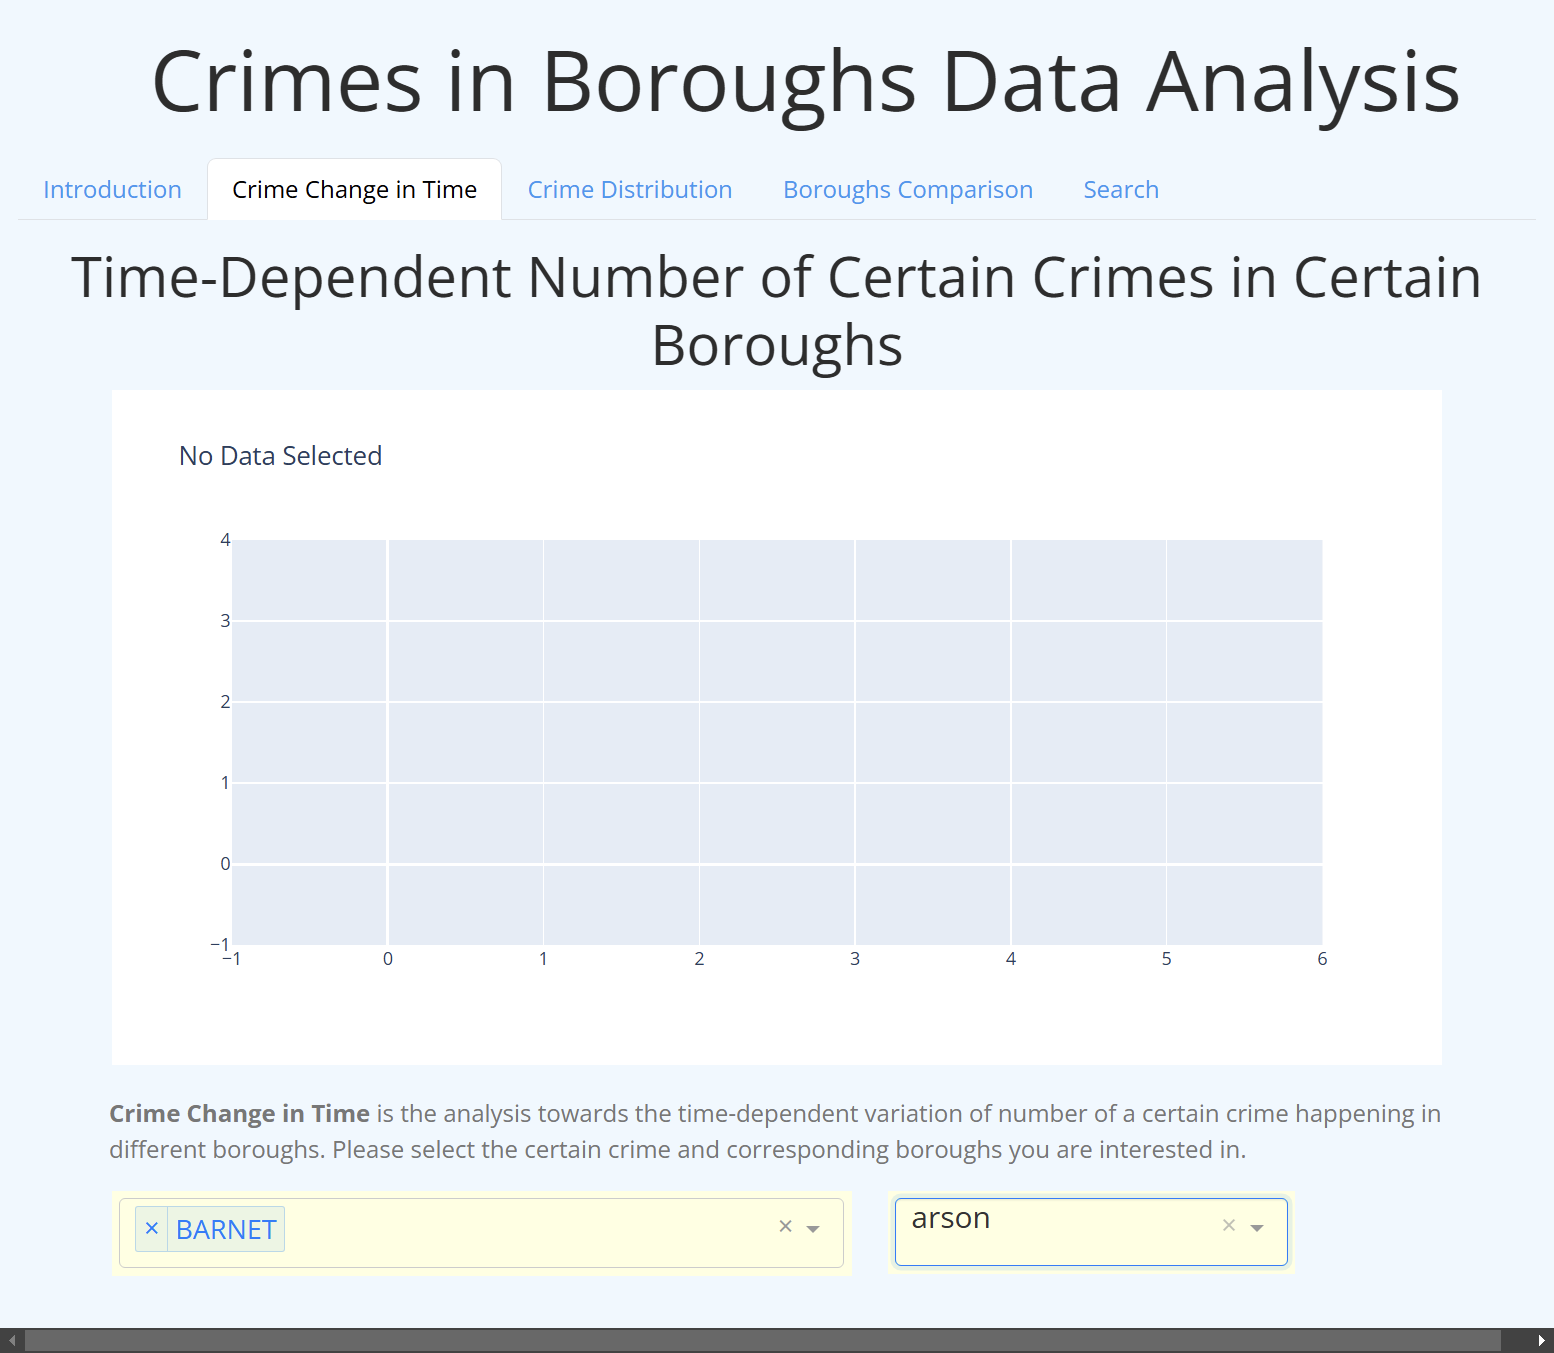 Crimes in Boroughs Data Analysis
Introduction Crime Change in Time Crime Distribution Boroughs Comparison Search
Time-Dependent Number of Certain Crimes in Certain
Boroughs
No Data Selected
4
3
2
1
0
−1
−1 0 1 2 3 4 5 6
Crime Change in Time is the analysis towards the time-dependent variation of number of a certain crime happening in
different boroughs. Please select the certain crime and corresponding boroughs you are interested in.
× BARNET × arson ×